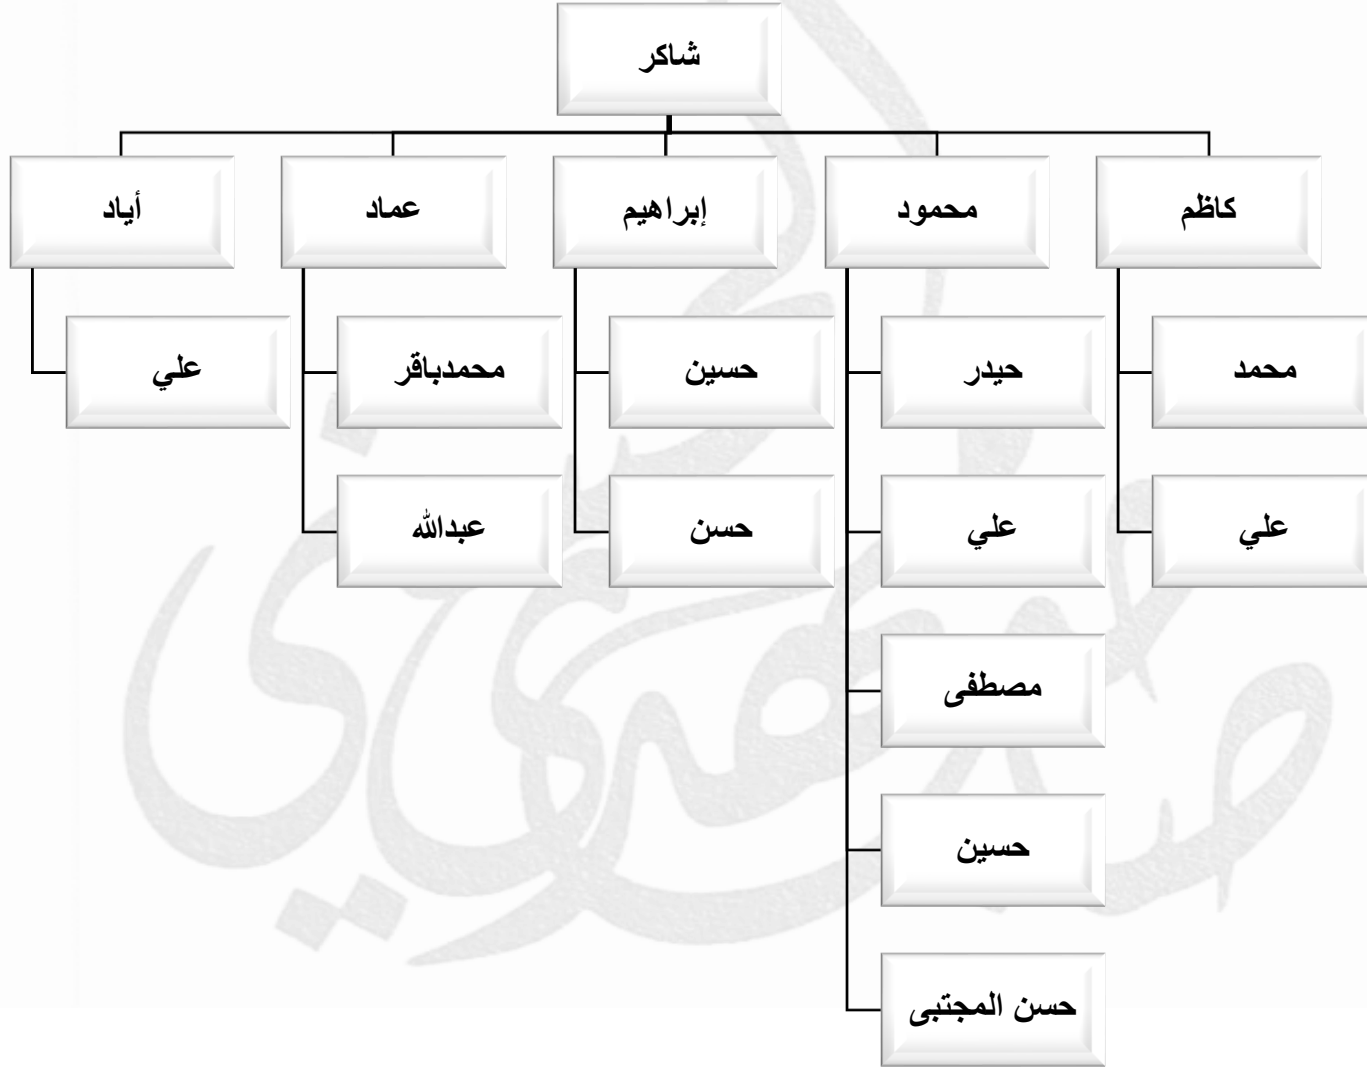 شاكر
كاظم
محمود
إبراهيم
عماد
أياد
محمد
حيدر
حسين
محمدباقر
علي
علي
علي
حسن
عبدالله
مصطفى
حسين
حسن المجتبى